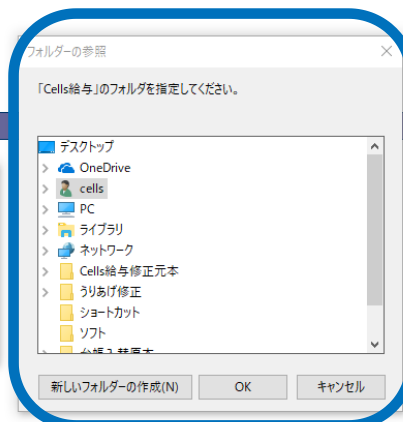 フォルダーの参照
「Cells給与」のフォルダを指定してください。
デスクトップ
OneDrive
cells
PC
ライブラリ
ネットワーク
Cells給与修正元本
うりあげ修正
ショートカット
ソフト
新しいフォルダーの作成(N)
OK
キャンセル